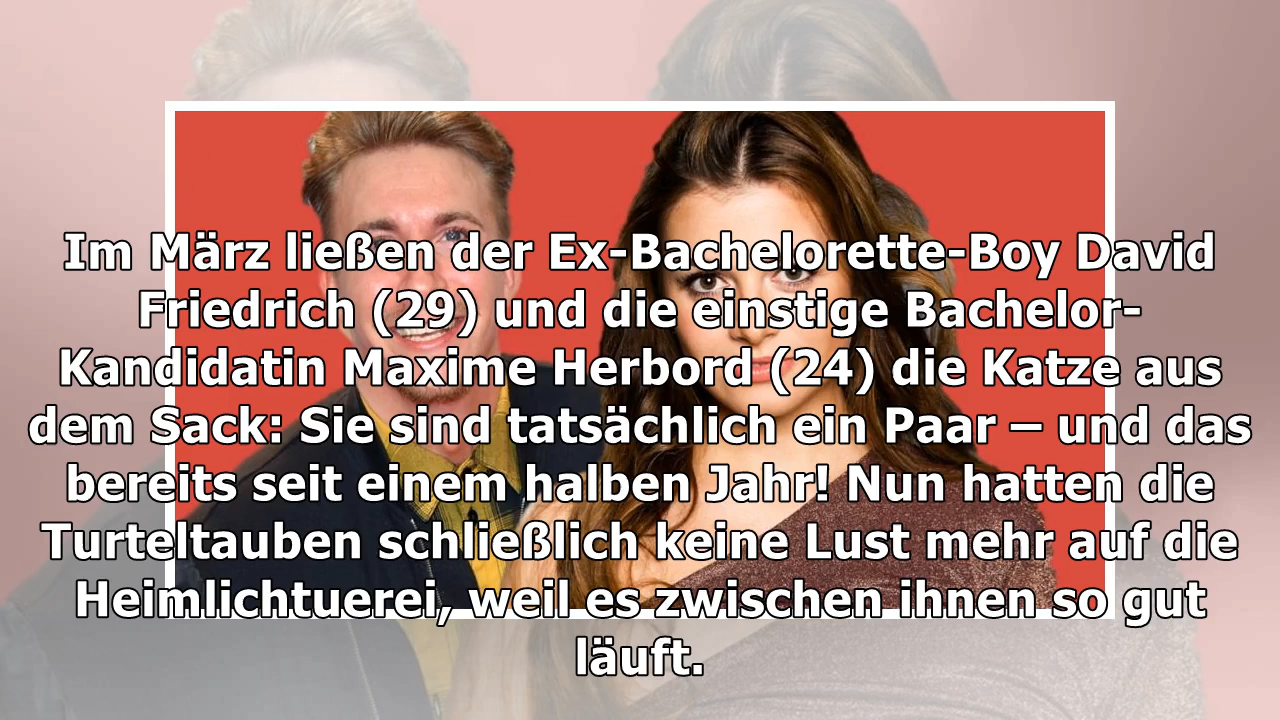 Im März ließen der Ex-Bachelorette-Boy David
Friedrich (29) und die einstige Bachelor-
Kandidatin Maxime Herbord (24) die Katze aus
dem Sack: Sie sind tatsächlich ein Paar – und das
bereits seit einem halben Jahr! Nun hatten die
Turteltauben schließlich keine Lust mehr auf die
Heimlichtuerei, weil es zwischen ihnen so gut
läuft.